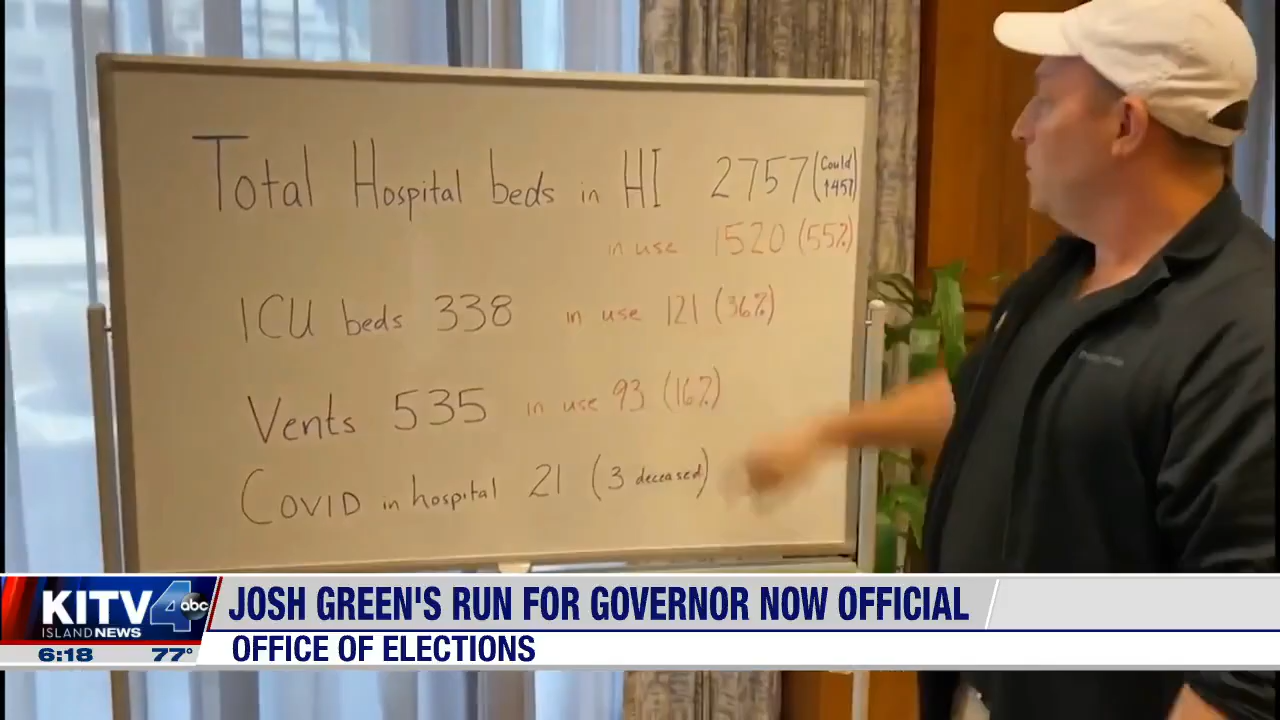 Total Hospital beds in HI 2757 (Could
↑457
in use 1520 (55%)
ICU beds 338 in use 121 (36%)
Vents 535 in use 93 (16%)
COVID in hospital 21 (3 deceased)
KITV 4 abc
ISLAND NEWS
6:18 77°
JOSH GREEN'S RUN FOR GOVERNOR NOW OFFICIAL
OFFICE OF ELECTIONS